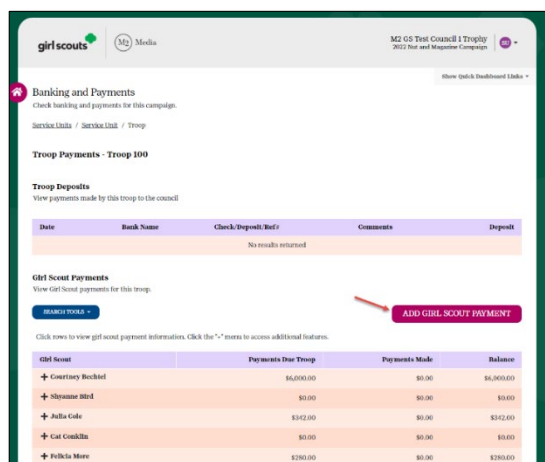 girl scouts
M2 Media
M2 GS Test Council 1 Trophy
2022 Nut and Magazine Campaign
Show Quick Dashboard Links
Banking and Payments
Check banking and payments for this campaign.
Service Units / Service Unit / Troop
Troop Payments - Troop 100
Troop Deposits
View payments made by this troop to the council
Date Bank Name Check/Deposit/Ref# Comments Deposit
No results returned
Girl Scout Payments
View Girl Scout payments for this troop.
SEARCH TOOLS
ADD GIRL SCOUT PAYMENT
Click rows to view girl scout payment information. Click the "+" menu to access additional features.
Girl Scout Payments Due Troop Payments Made Balance
+ Courtney Bechtel $0.00
+ Shyanne Bird $0.00 $0.00 $0.00
+ Julia Cole $342.00 $0.00 $342.00
+ Cat Conklin $0.00 $0.00 $0.00
+ Felicia More $280.00 $0.00 $280.00